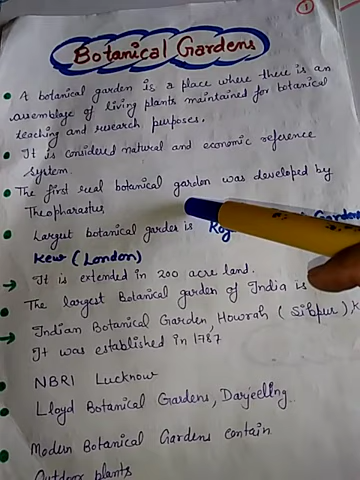 1
Botanical Gardens
A botanical garden is a place where there is an
assemblage of living plants maintained for botanical
teaching and research purposes.
It is considered natural and economic reference
system.
The first real botanical garden was developed by
Theopharastus
Largest botanical garden is
Kew (London)
It is extended in 200 acre land.
The largest Botanical garden of India is
Indian Botanical Garden, Howrah (Sibpur)
It was established in 1787
NBRI Lucknow
Lloyd Botanical Gardens, Darjeeling.
Modern Botanical Gardens contain
Outdoor plants